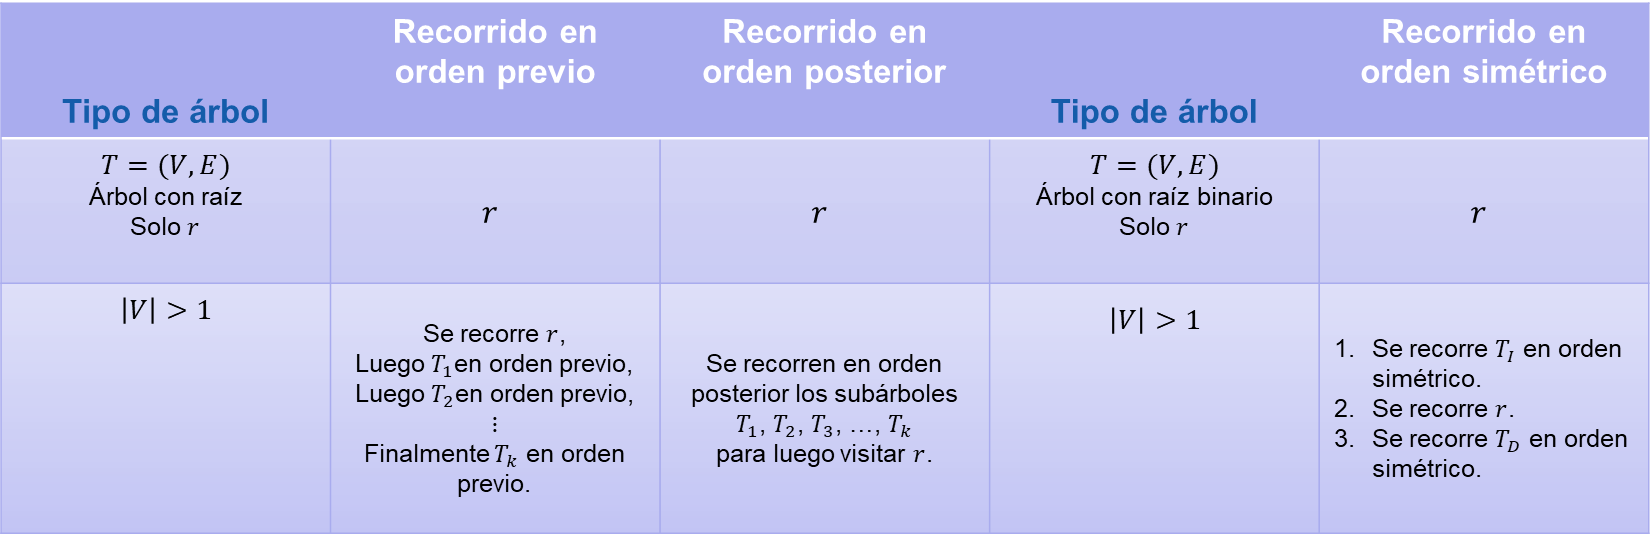 Tipo de árbol
Recorrido en
orden previo
Recorrido en
orden posterior
Tipo de árbol
Recorrido en
orden simétrico
T = (V, E)
Árbol con raíz
Solo r
r
r
T = (V, E)
Árbol con raíz binario
Solo r
r
|V| > 1
Se recorre r,
Luego T₁ en orden previo,
Luego T₂ en orden previo,
⋮
Finalmente Tₖ en orden
previo.
Se recorren en orden
posterior los subárboles
T₁, T₂, T₃, …, Tₖ
para luego visitar r.
|V| > 1
1. Se recorre T_I en orden
simétrico.
2. Se recorre r.
3. Se recorre T_D en orden
simétrico.